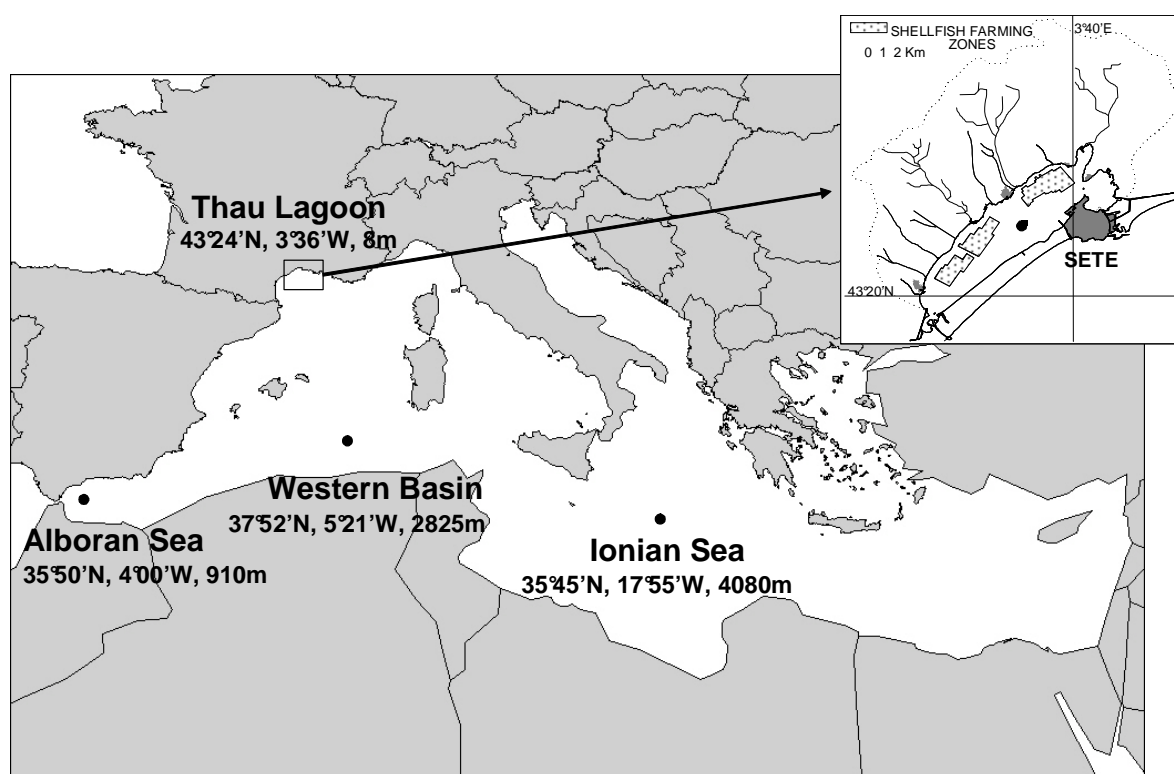 SHELLFISH FARMING
ZONES
3°40'E
0 1 2 Km
Thau Lagoon
43°24'N, 3°36'W, 8m
SETE
43°20'N
Western Basin
37°52'N, 5°21'W, 2825m
Alboran Sea
35°50'N, 4°00'W, 910m
Ionian Sea
35°45'N, 17°55'W, 4080m